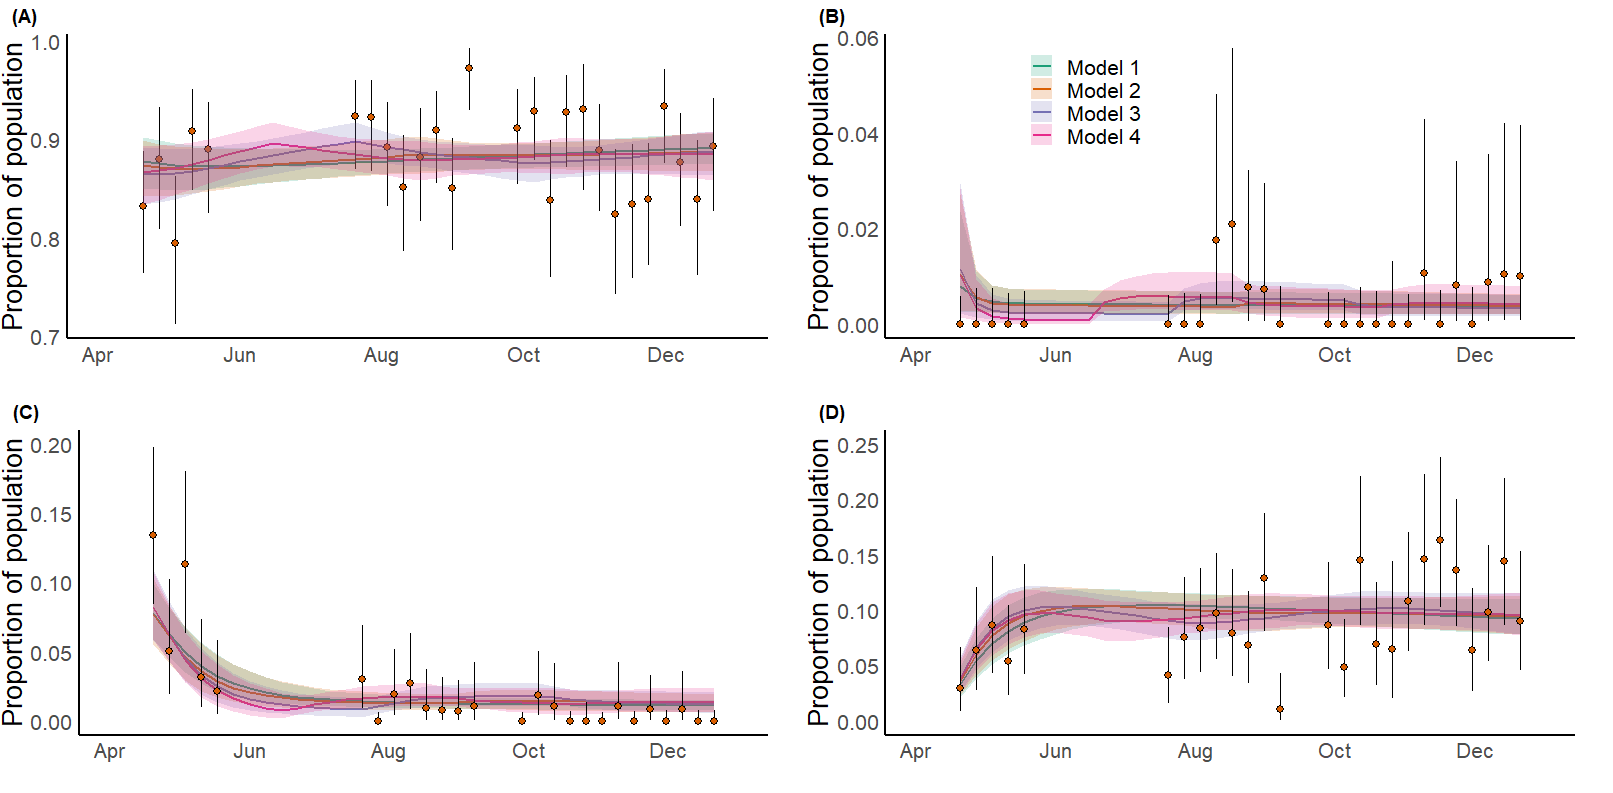 (A)
Proportion of population
1.0
0.9
0.8
0.7
Apr
Jun
Aug
Oct
Dec
(B)
Proportion of population
0.06
0.04
0.02
0.00
Model 1
Model 2
Model 3
Model 4
Apr
Jun
Aug
Oct
Dec
(C)
Proportion of population
0.20
0.15
0.10
0.05
0.00
Apr
Jun
Aug
Oct
Dec
(D)
Proportion of population
0.25
0.20
0.15
0.10
0.05
0.00
Apr
Jun
Aug
Oct
Dec